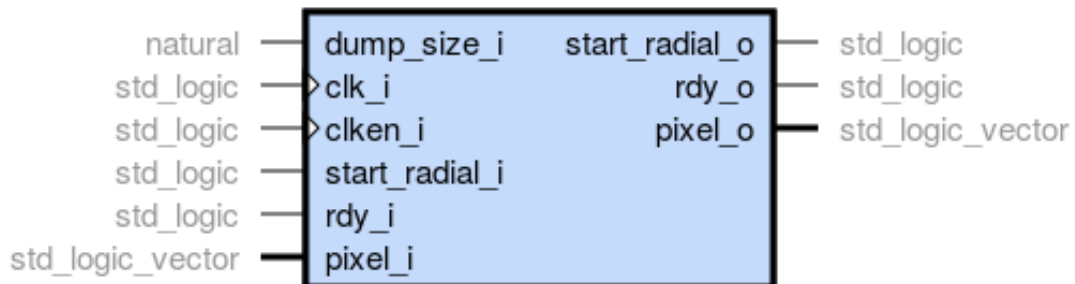 natural dump_size_i start_radial_o std_logic
std_logic clk_i rdy_o std_logic
std_logic clken_i pixel_o std_logic_vector
std_logic start_radial_i
std_logic rdy_i
std_logic_vector pixel_i